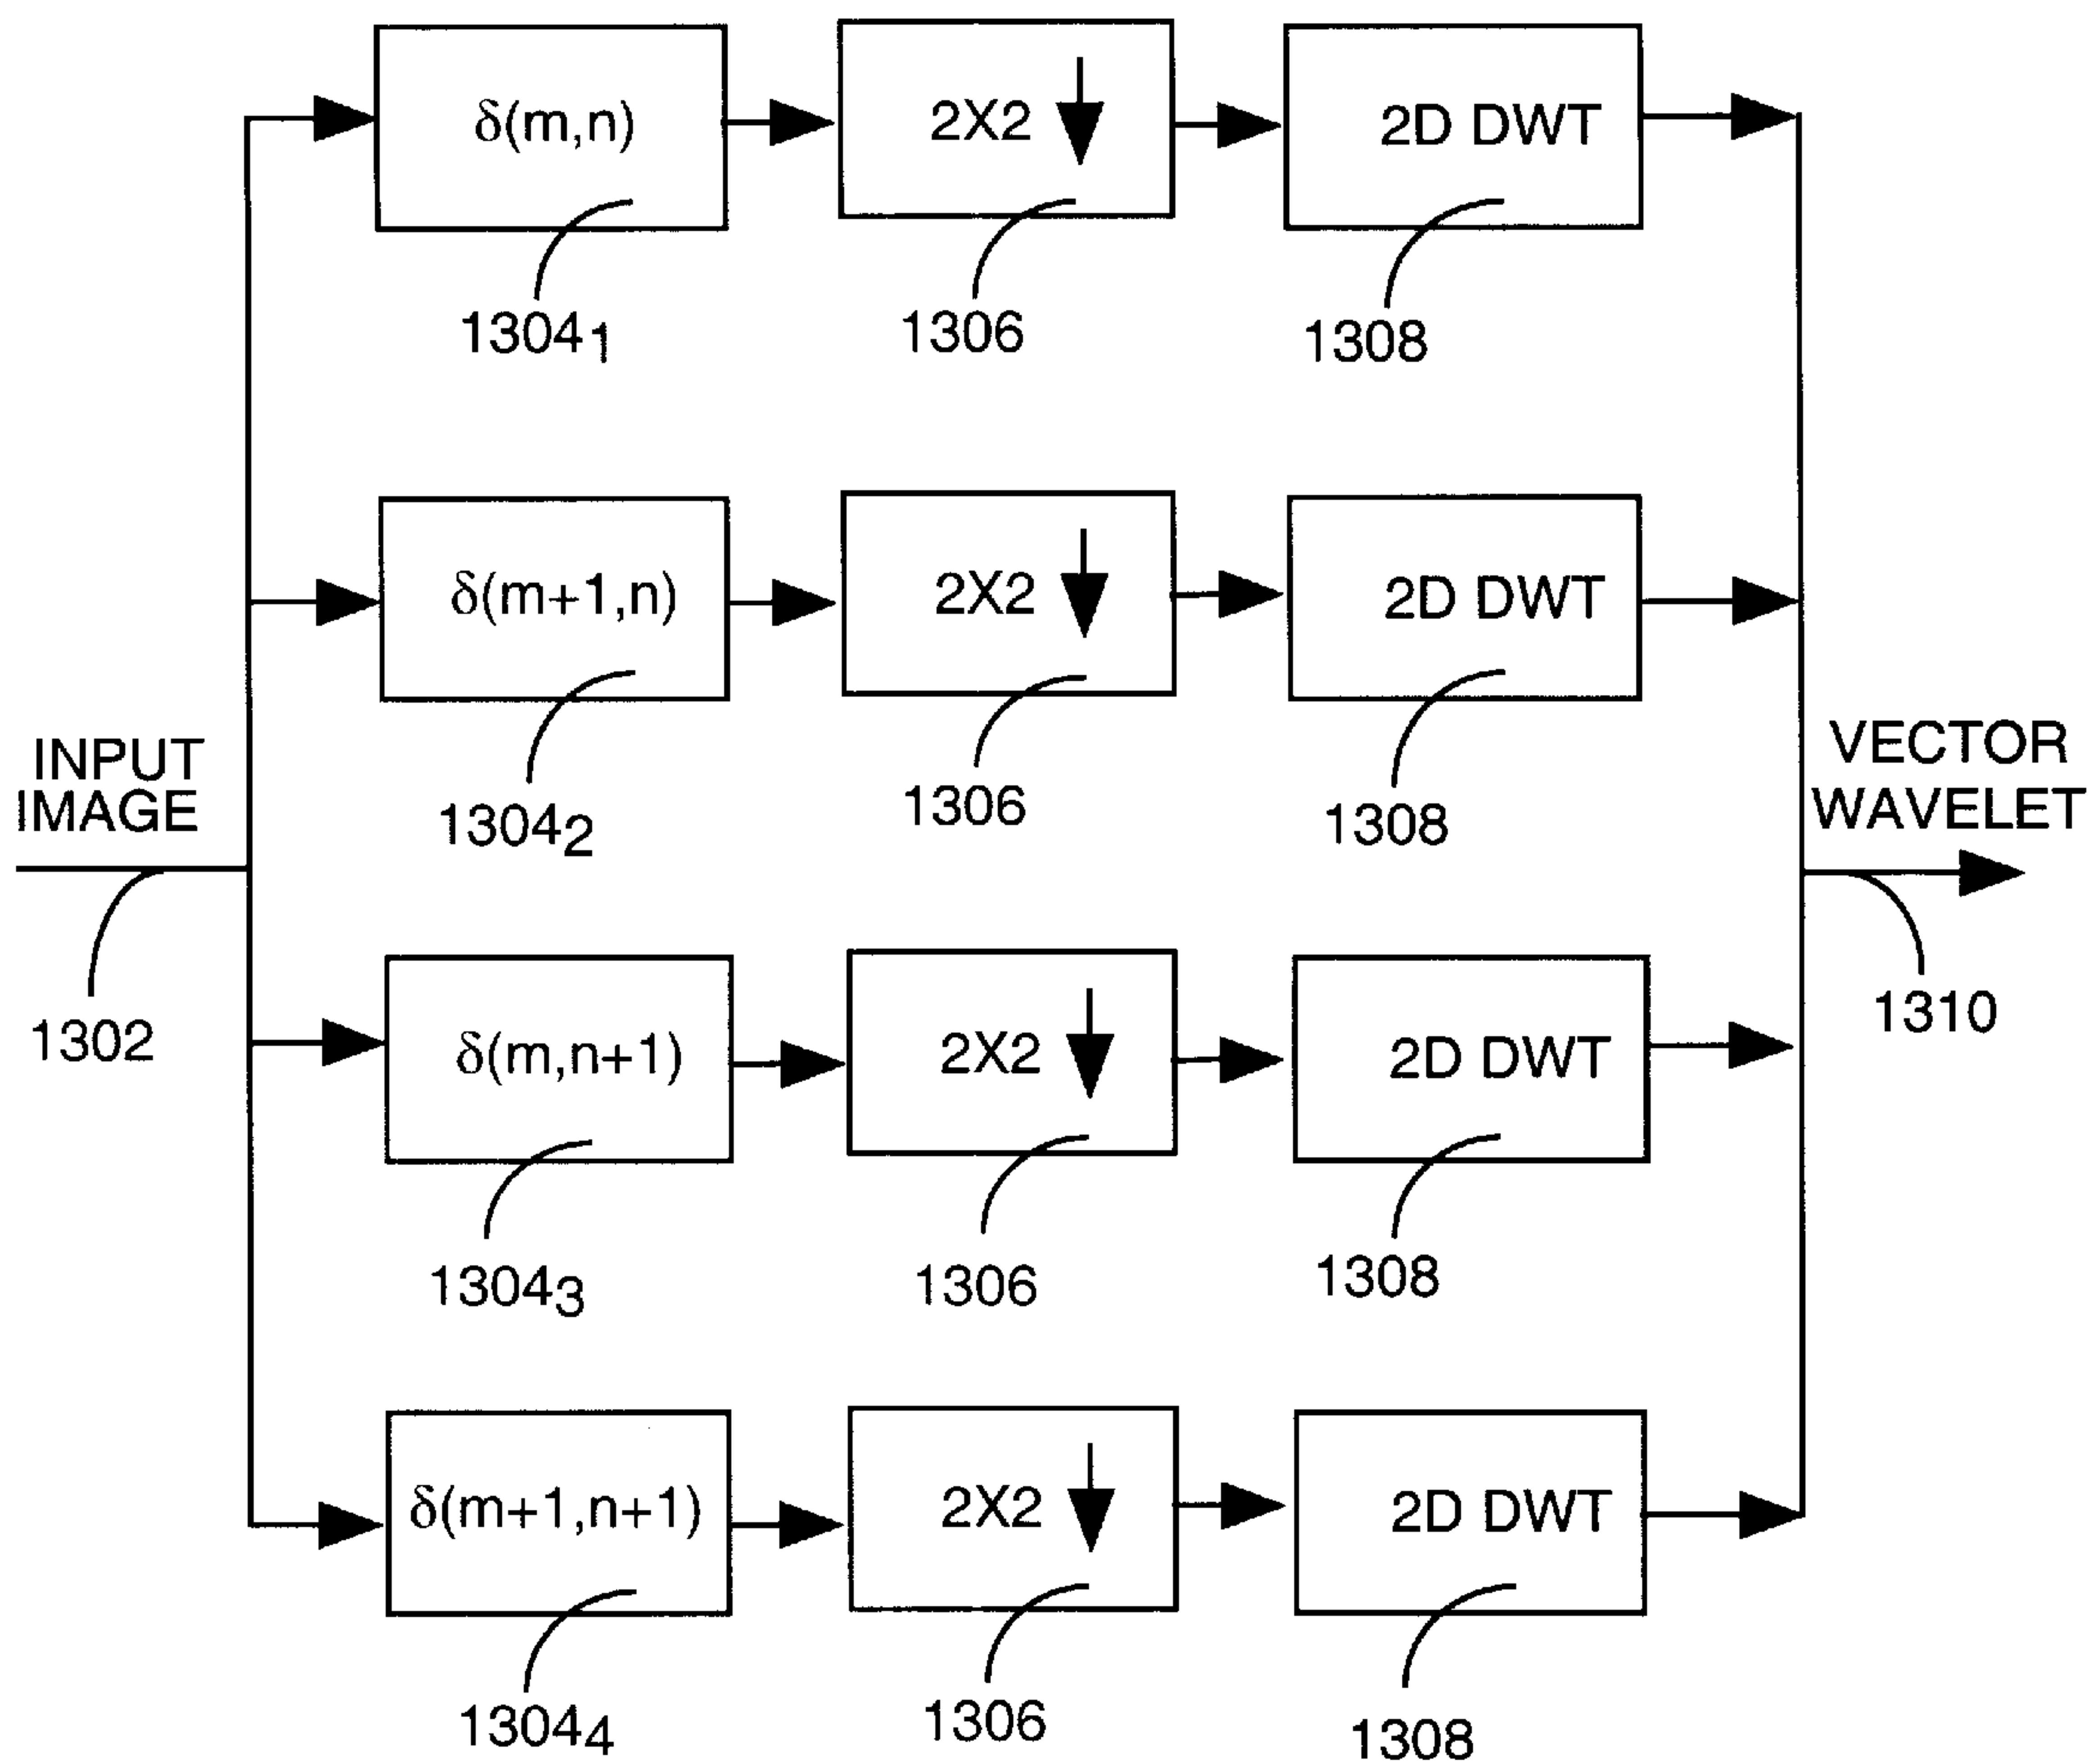 δ(m,n)
2X2
2D DWT
1304₁
1306
1308
δ(m+1,n)
2X2
2D DWT
1304₂
1306
1308
INPUT
IMAGE
1302
VECTOR
WAVELET
1310
δ(m,n+1)
2X2
2D DWT
1304₃
1306
1308
δ(m+1,n+1)
2X2
2D DWT
1304₄
1306
1308